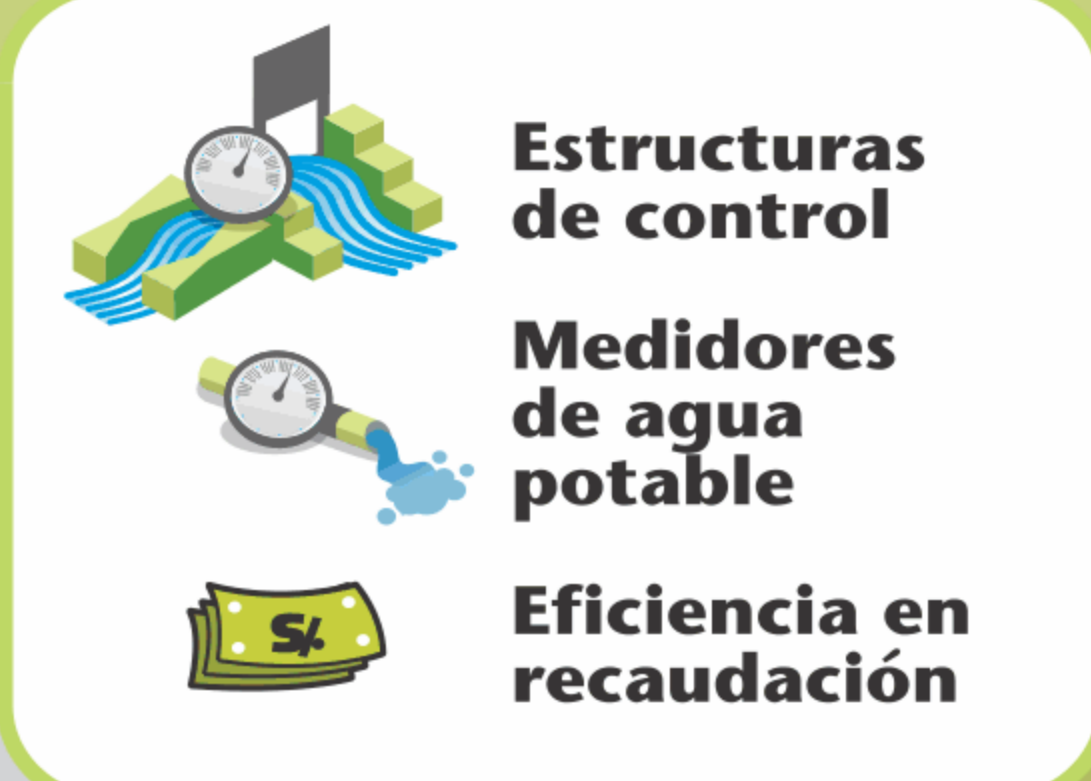 Estructuras
de control
Medidores
de agua
potable
S/.
Eficiencia en
recaudación